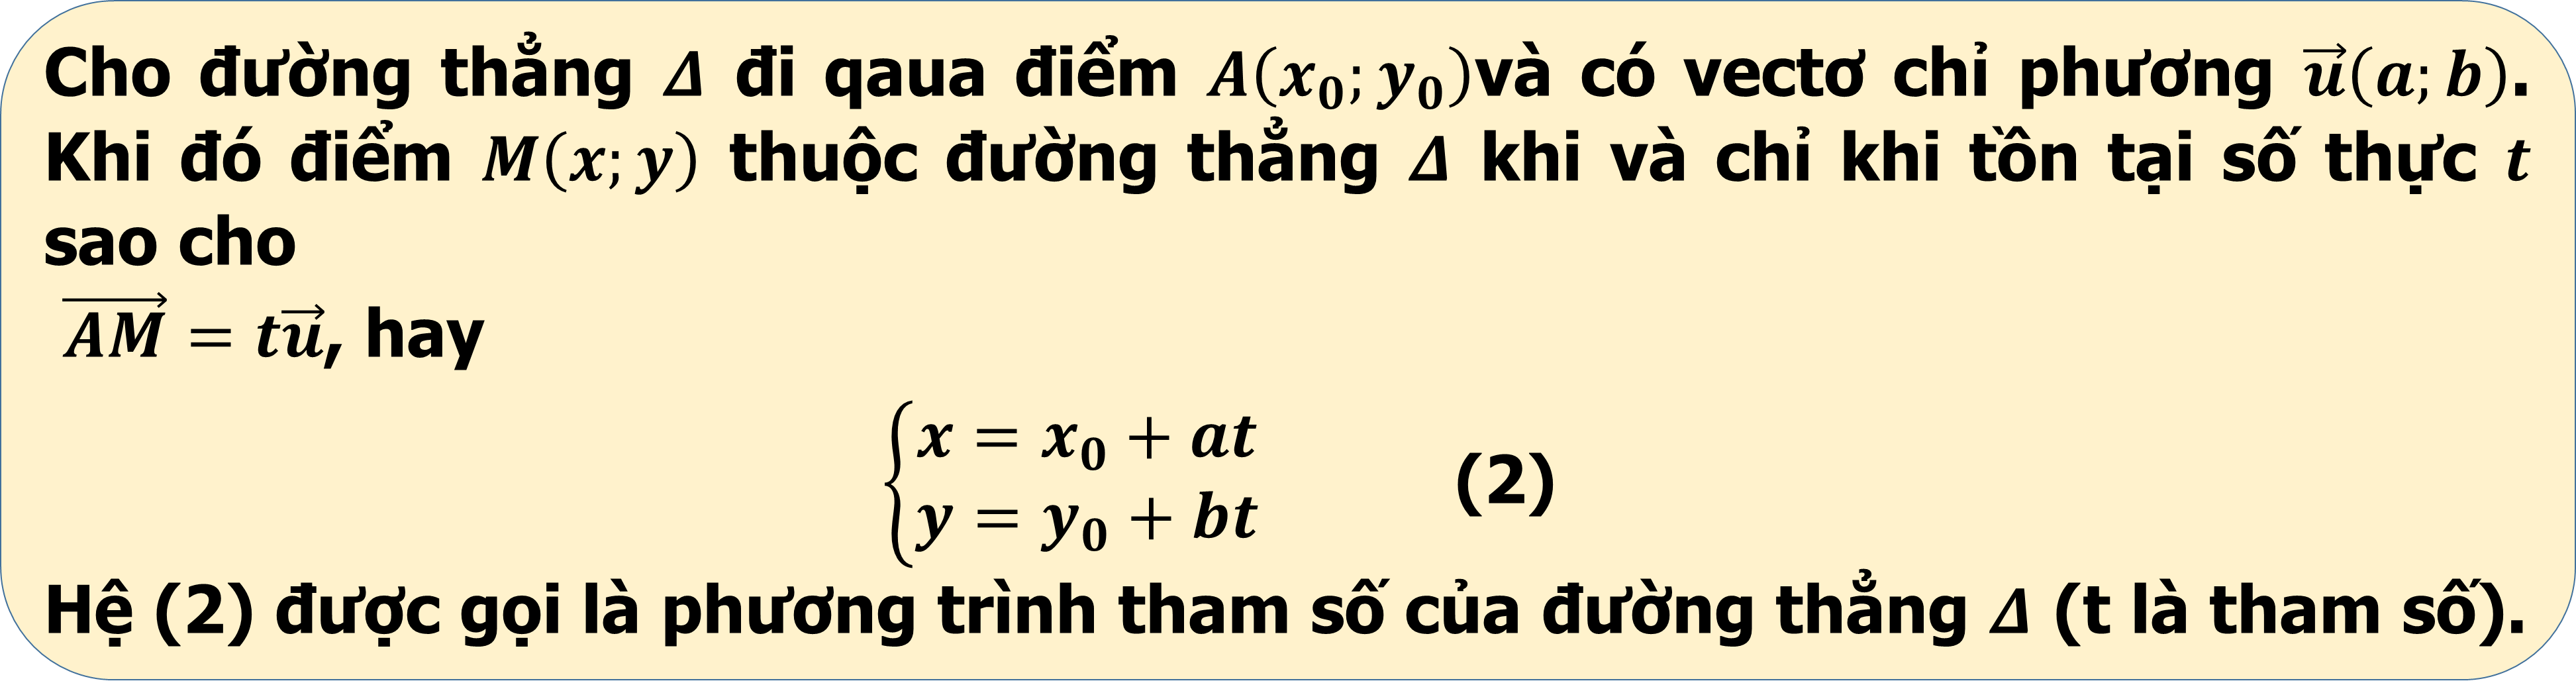 Cho đường thẳng Δ đi qaua điểm A(x₀; y₀)và có vectơ chỉ phương u⃗(a; b).
Khi đó điểm M(x; y) thuộc đường thẳng Δ khi và chỉ khi tồn tại số thực t
sao cho
A͞M⃗ = tu⃗, hay
{x = x₀ + at
{y = y₀ + bt (2)
Hệ (2) được gọi là phương trình tham số của đường thẳng Δ (t là tham số).